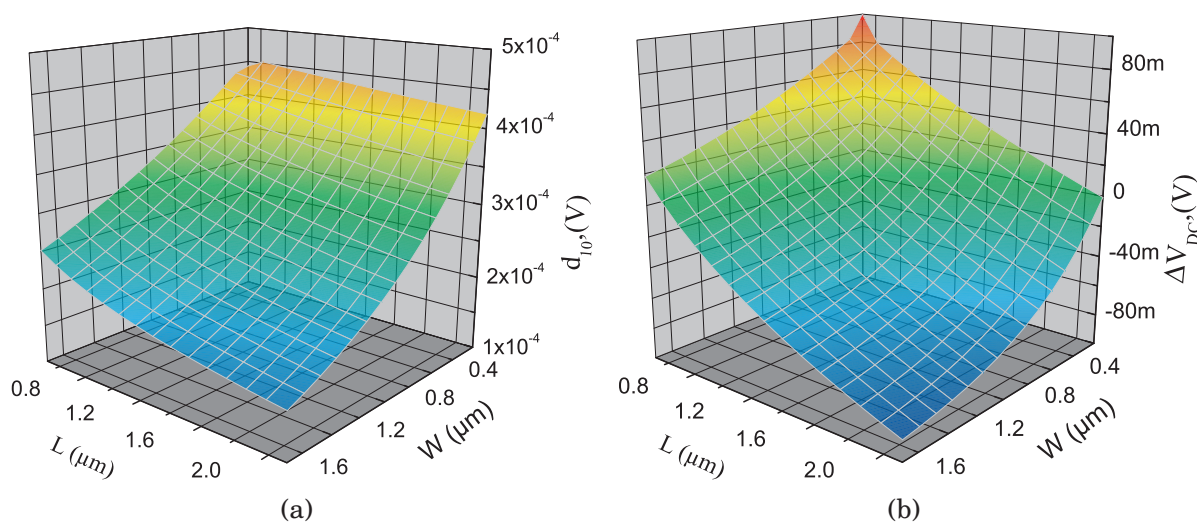 5x10⁻⁴
4x10⁻⁴
3x10⁻⁴
2x10⁻⁴
1x10⁻⁴
d₁₀,(V)
0.4
0.8
1.2
1.6
W (µm)
0.8
1.2
1.6
2.0
L (µm)
(a)
80m
40m
0
-40m
-80m
ΔV_DC,(V)
0.4
0.8
1.2
1.6
W (µm)
0.8
1.2
1.6
2.0
L (µm)
(b)